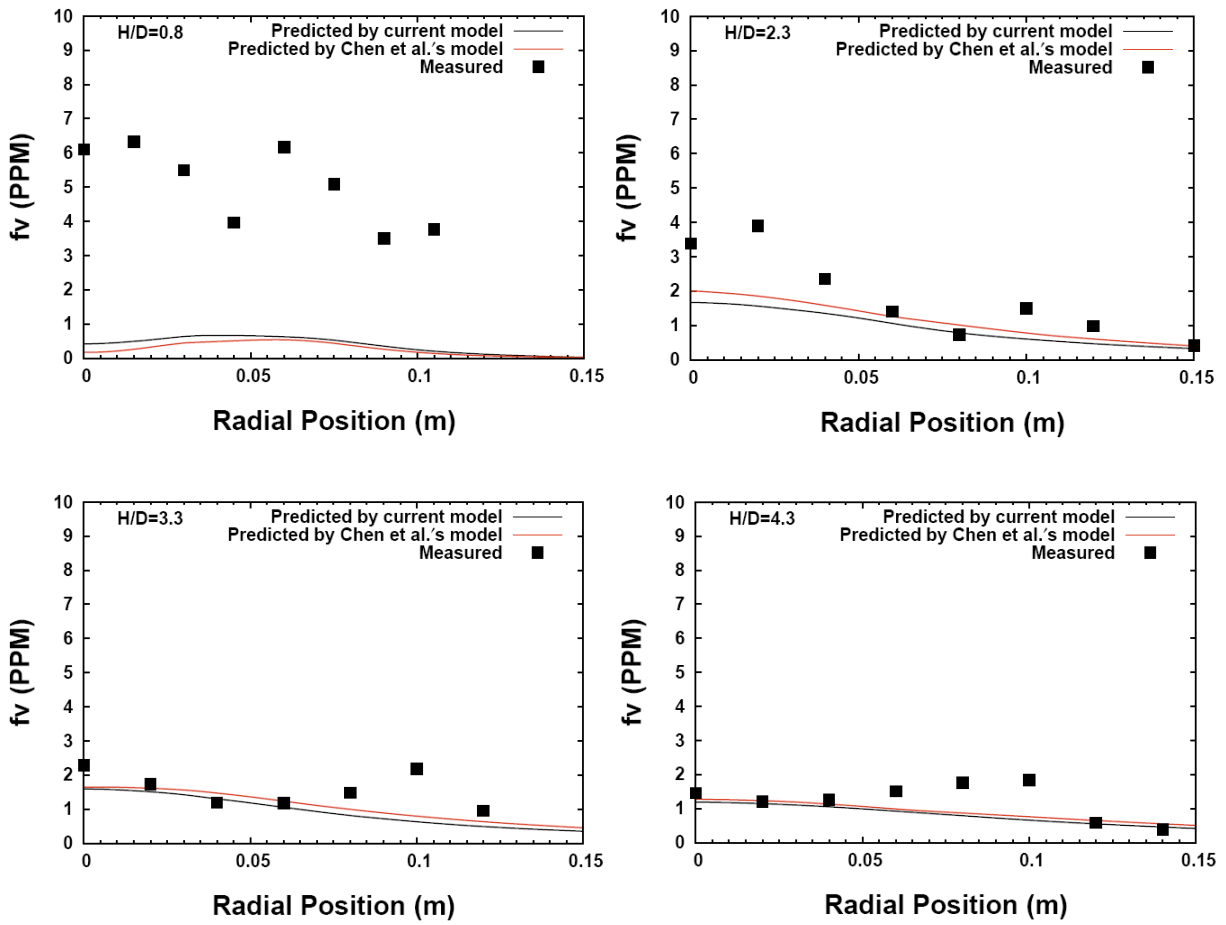 H/D=0.8
Predicted by current model
Predicted by Chen et al.′s model
Measured
10
9
8
7
6
5
4
3
2
1
0
fv (PPM)
0
0.05
0.1
0.15
Radial Position (m)
H/D=2.3
Predicted by current model
Predicted by Chen et al.′s model
Measured
10
9
8
7
6
5
4
3
2
1
0
fv (PPM)
0
0.05
0.1
0.15
Radial Position (m)
H/D=3.3
Predicted by current model
Predicted by Chen et al.′s model
Measured
10
9
8
7
6
5
4
3
2
1
0
fv (PPM)
0
0.05
0.1
0.15
Radial Position (m)
H/D=4.3
Predicted by current model
Predicted by Chen et al.′s model
Measured
10
9
8
7
6
5
4
3
2
1
0
fv (PPM)
0
0.05
0.1
0.15
Radial Position (m)